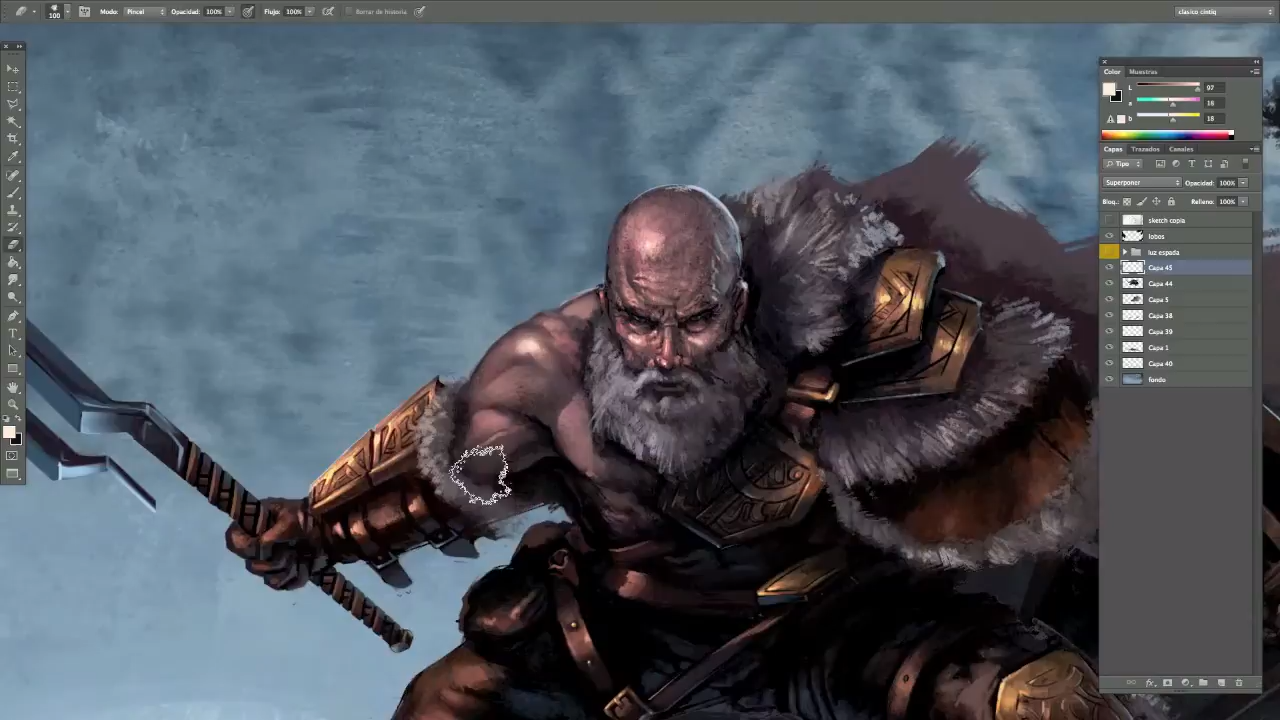 100 Modo: Pincel Opacidad: 100% Flujo: 100% Borrar de historia clasico cintiq
Color Muestras
L 97
a 16
b 18
Capas Trazados Canales
Tipo
Superponer Opacidad: 100%
Bloq.: Relleno: 100%
sketch copia
lobos
luz espada
Capa 45
Capa 44
Capa 5
Capa 38
Capa 39
Capa 1
Capa 40
fondo
fx